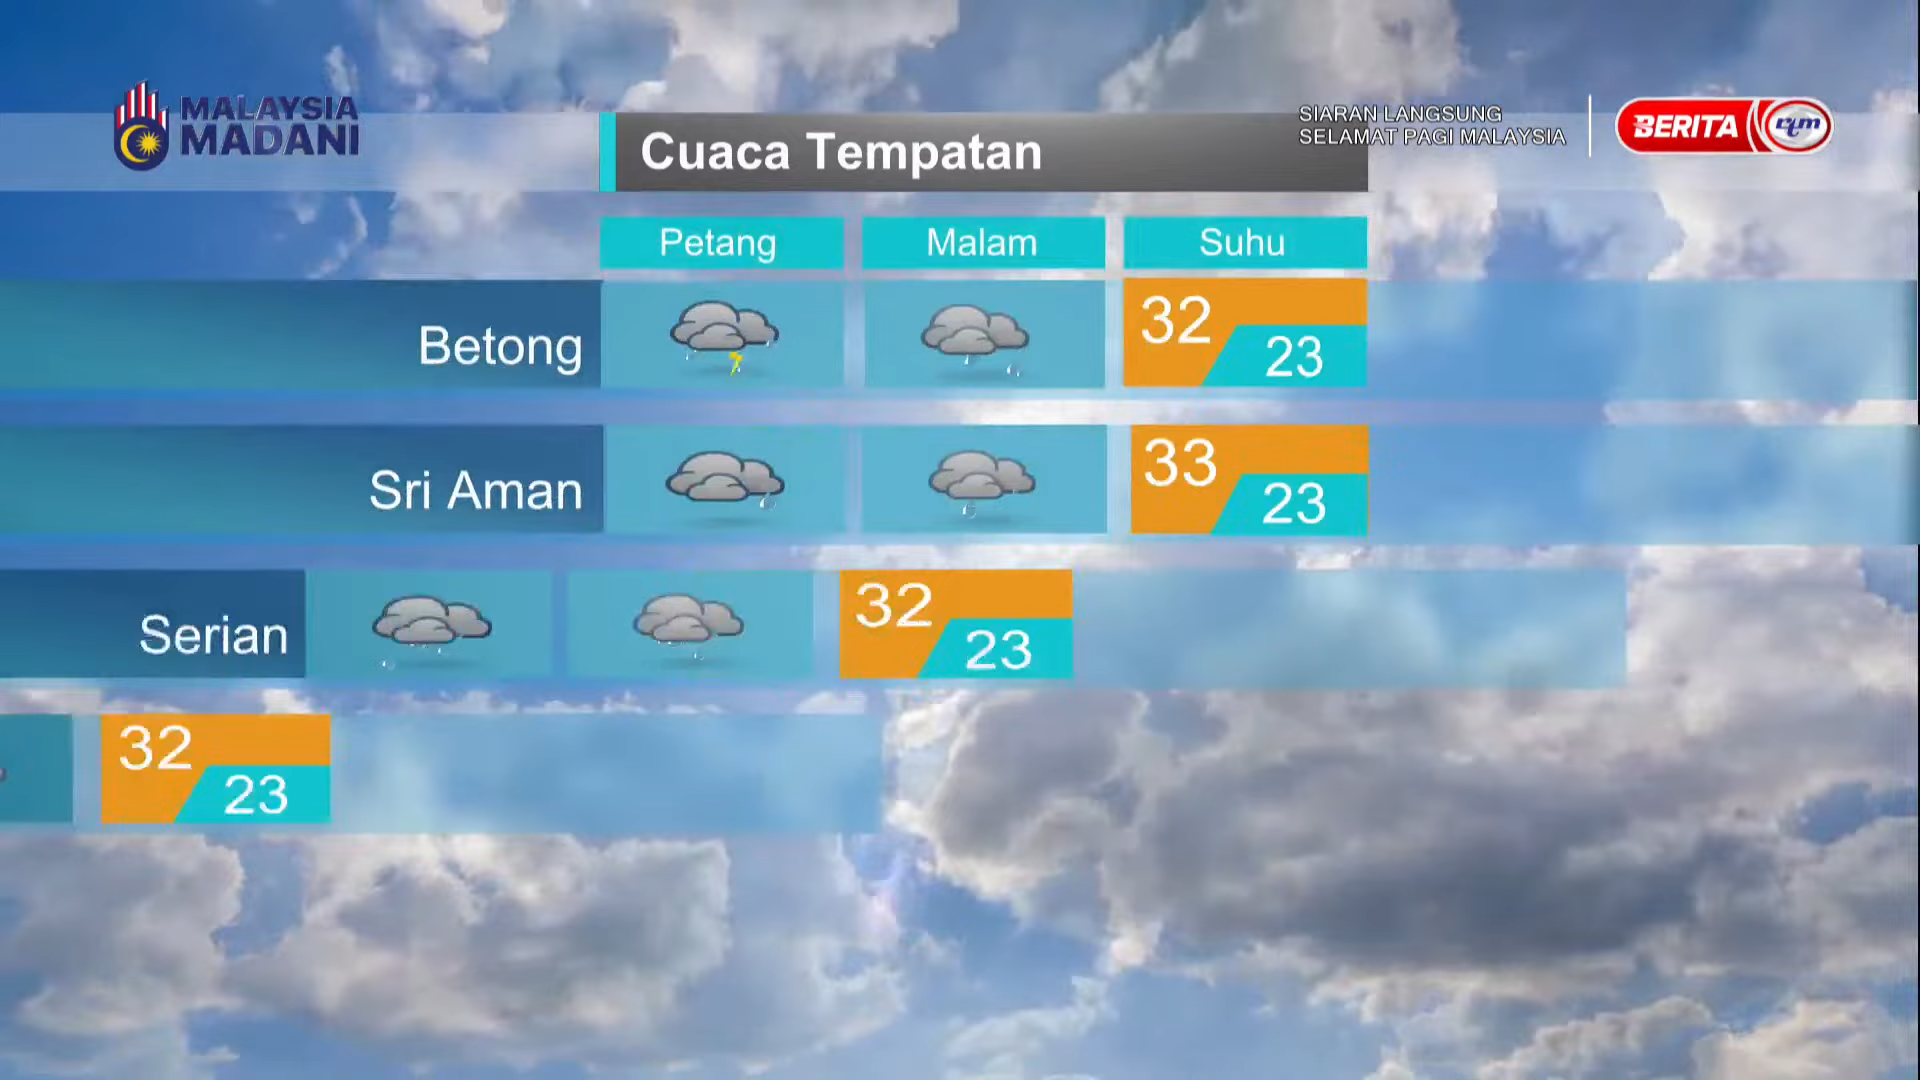 MALAYSIA
MADANI
Cuaca Tempatan
SIARAN LANGSUNG
SELAMAT PAGI MALAYSIA
BERITA rtm
Petang Malam Suhu
Betong 32 23
Sri Aman 33 23
Serian 32 23
32 23